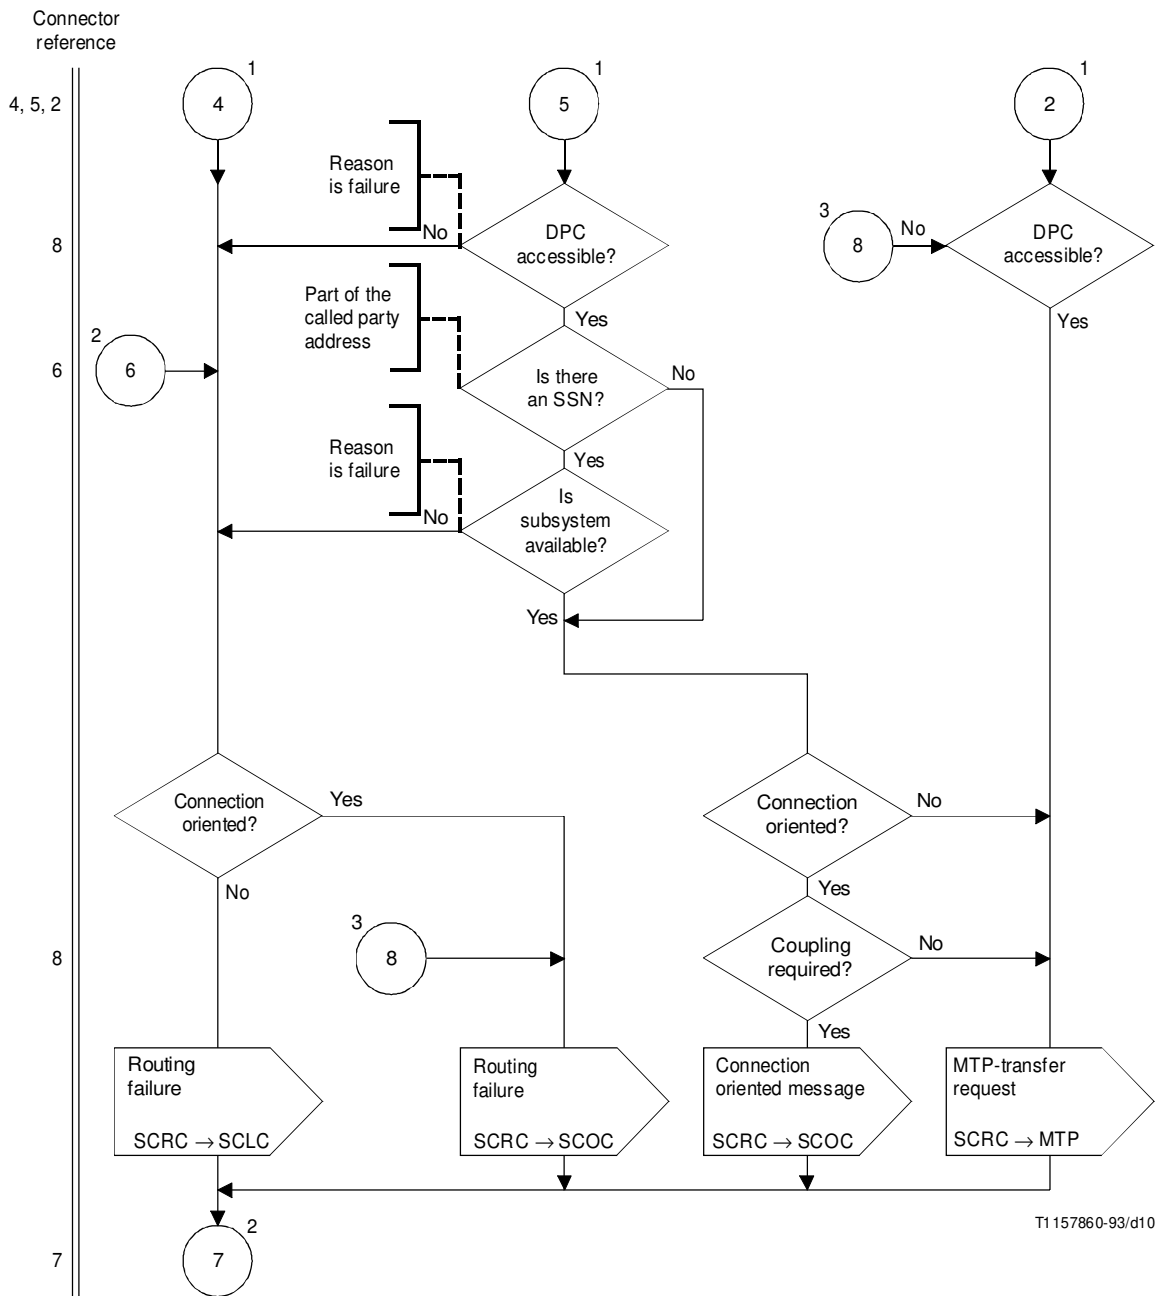 Connector
reference
4, 5, 2
1
4
1
5
1
2
Reason
is failure
No
DPC
accessible?
3
8
No
DPC
accessible?
8
Part of the
called party
address
Yes
Yes
2
6
6
Is there
an SSN?
No
Reason
is failure
Yes
No
Is
subsystem
available?
Yes
Connection
oriented?
Yes
Connection
oriented?
No
No
Yes
8
3
8
Coupling
required?
No
Yes
Routing
failure
SCRC → SCLC
Routing
failure
SCRC → SCOC
Connection
oriented message
SCRC → SCOC
MTP-transfer
request
SCRC → MTP
T1157860-93/d10
2
7
7